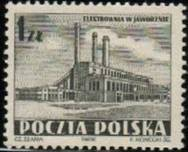 ELEKTROWNIA W JAWORZNIE
1 ZŁ
POCZTA POLSKA